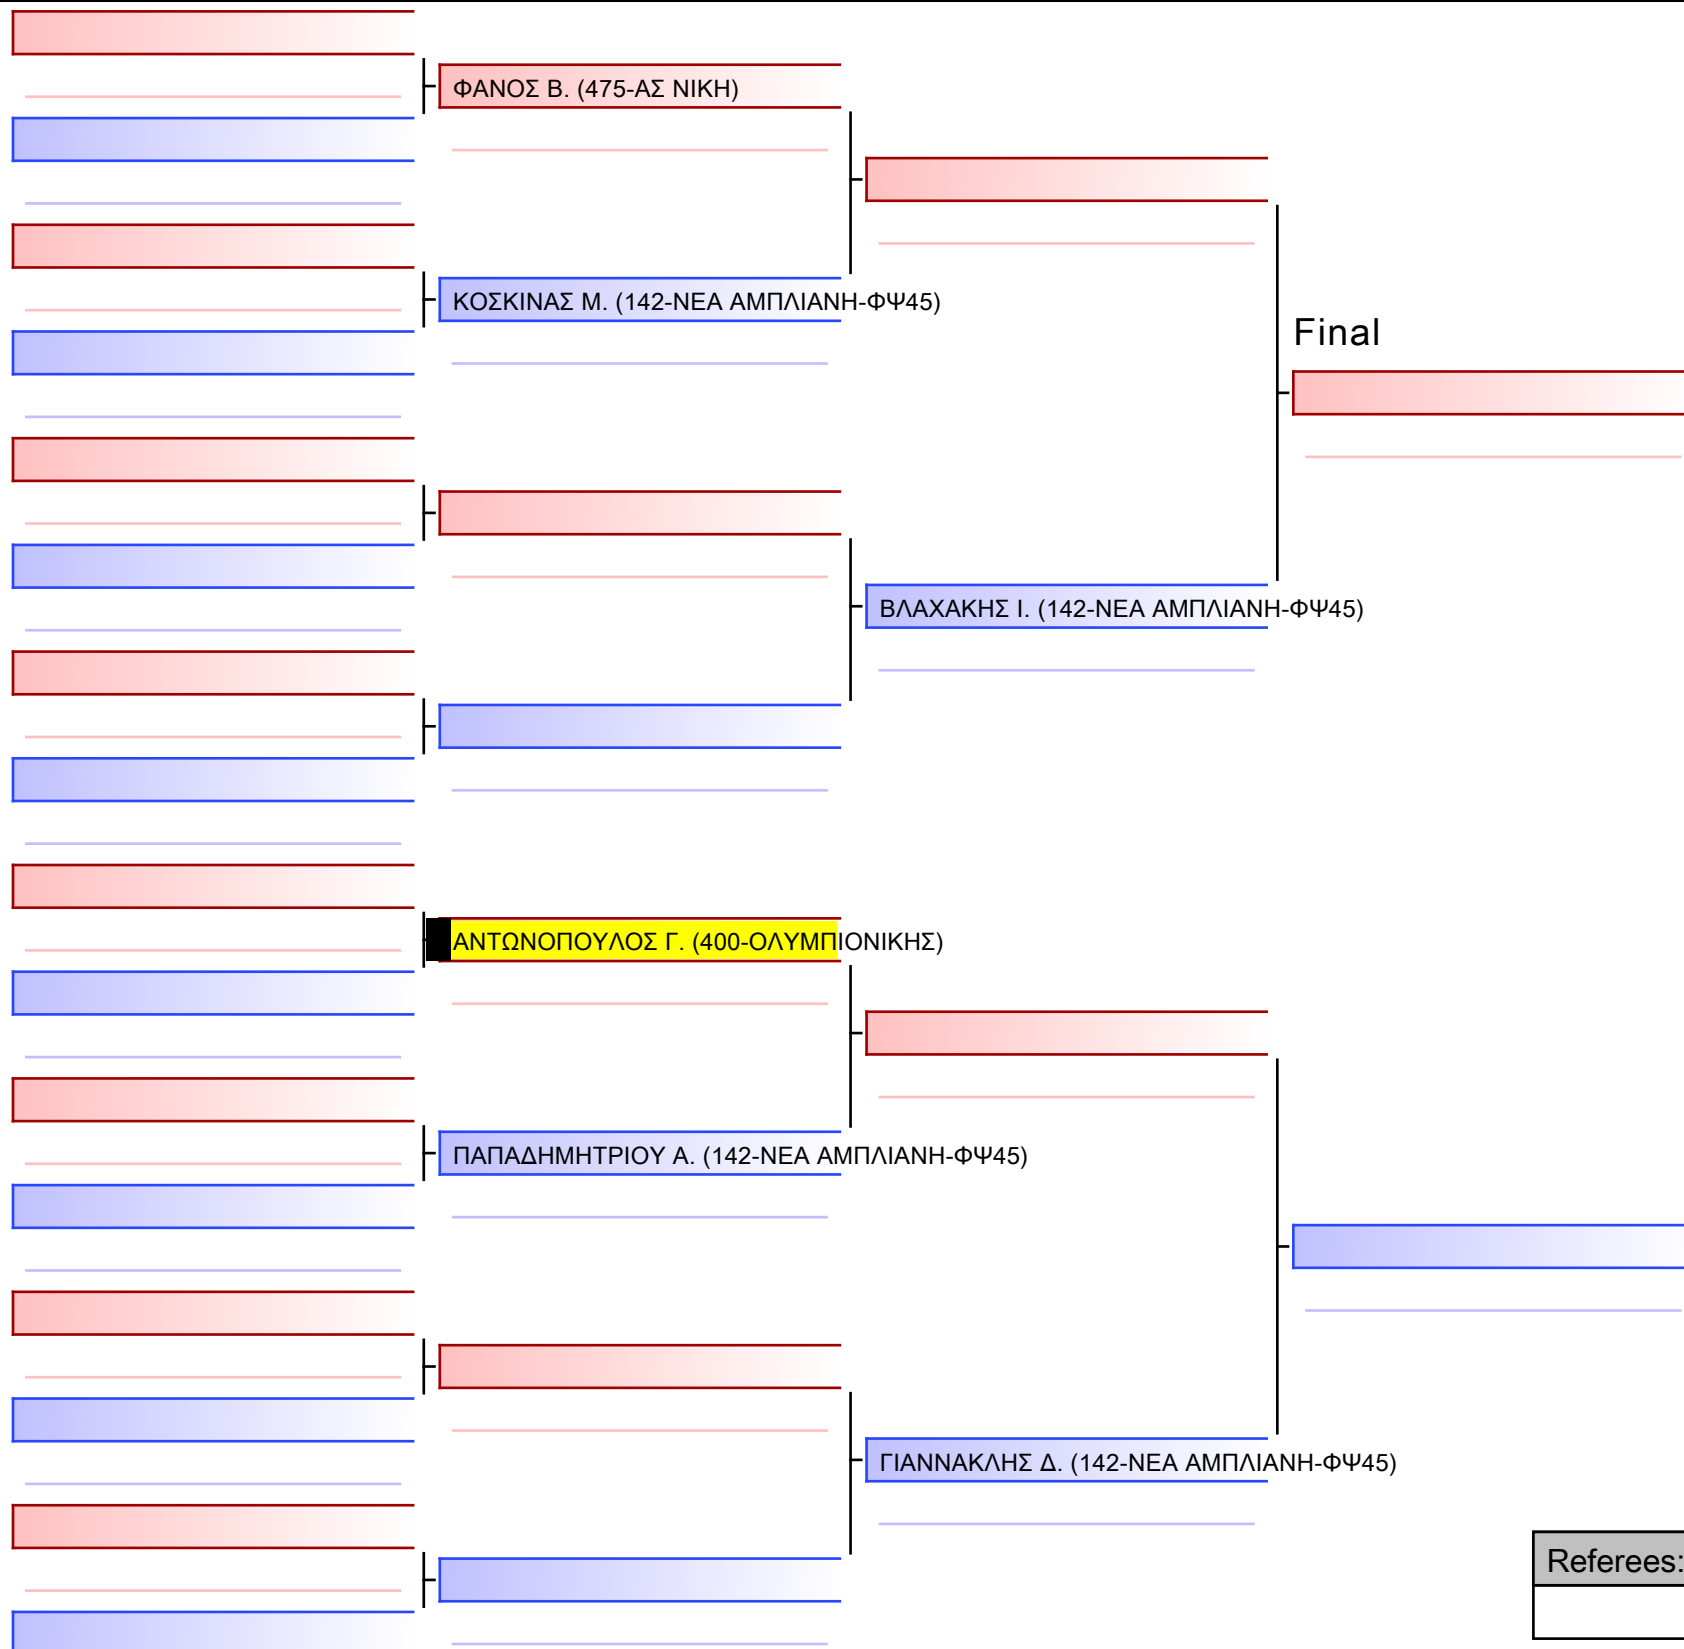 ΦΑΝΟΣ Β. (475-ΑΣ ΝΙΚΗ)
ΚΟΣΚΙΝΑΣ Μ. (142-ΝΕΑ ΑΜΠΛΙΑΝΗ-ΦΨ45)
Final
ΒΛΑΧΑΚΗΣ Ι. (142-ΝΕΑ ΑΜΠΛΙΑΝΗ-ΦΨ45)
ΑΝΤΩΝΟΠΟΥΛΟΣ Γ. (400-ΟΛΥΜΠΙΟΝΙΚΗΣ)
ΠΑΠΑΔΗΜΗΤΡΙΟΥ Α. (142-ΝΕΑ ΑΜΠΛΙΑΝΗ-ΦΨ45)
ΓΙΑΝΝΑΚΛΗΣ Δ. (142-ΝΕΑ ΑΜΠΛΙΑΝΗ-ΦΨ45)
Referees: